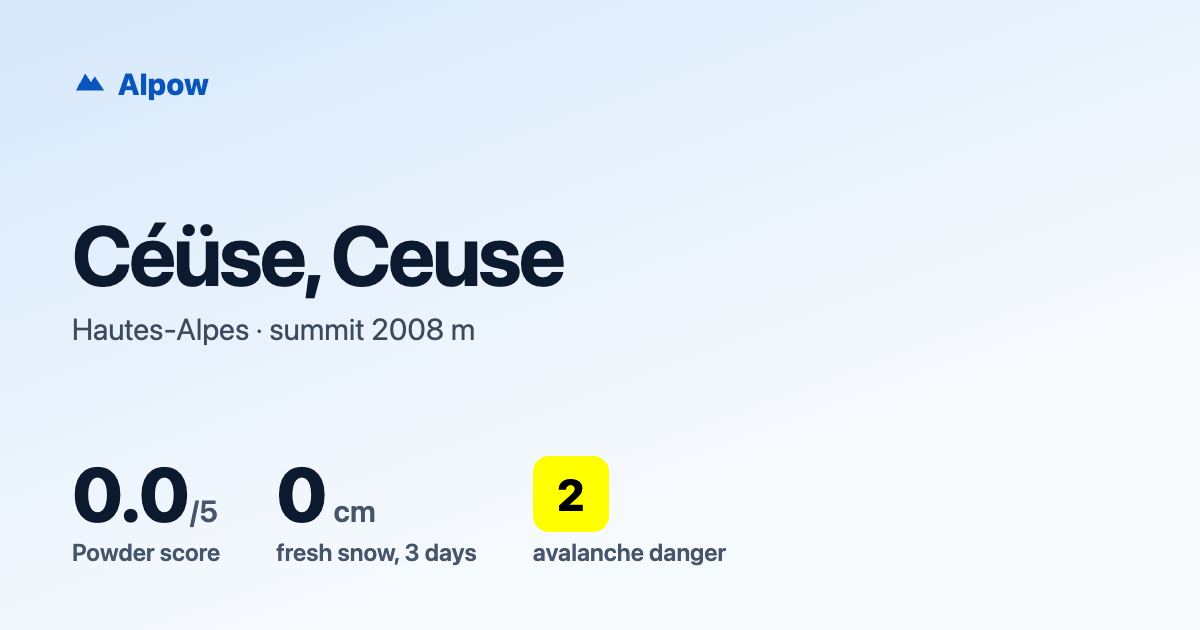 Alpow
Céüse, Ceuse
Hautes-Alpes · summit 2008 m
0.0/5 0 cm 2
Powder score fresh snow, 3 days avalanche danger